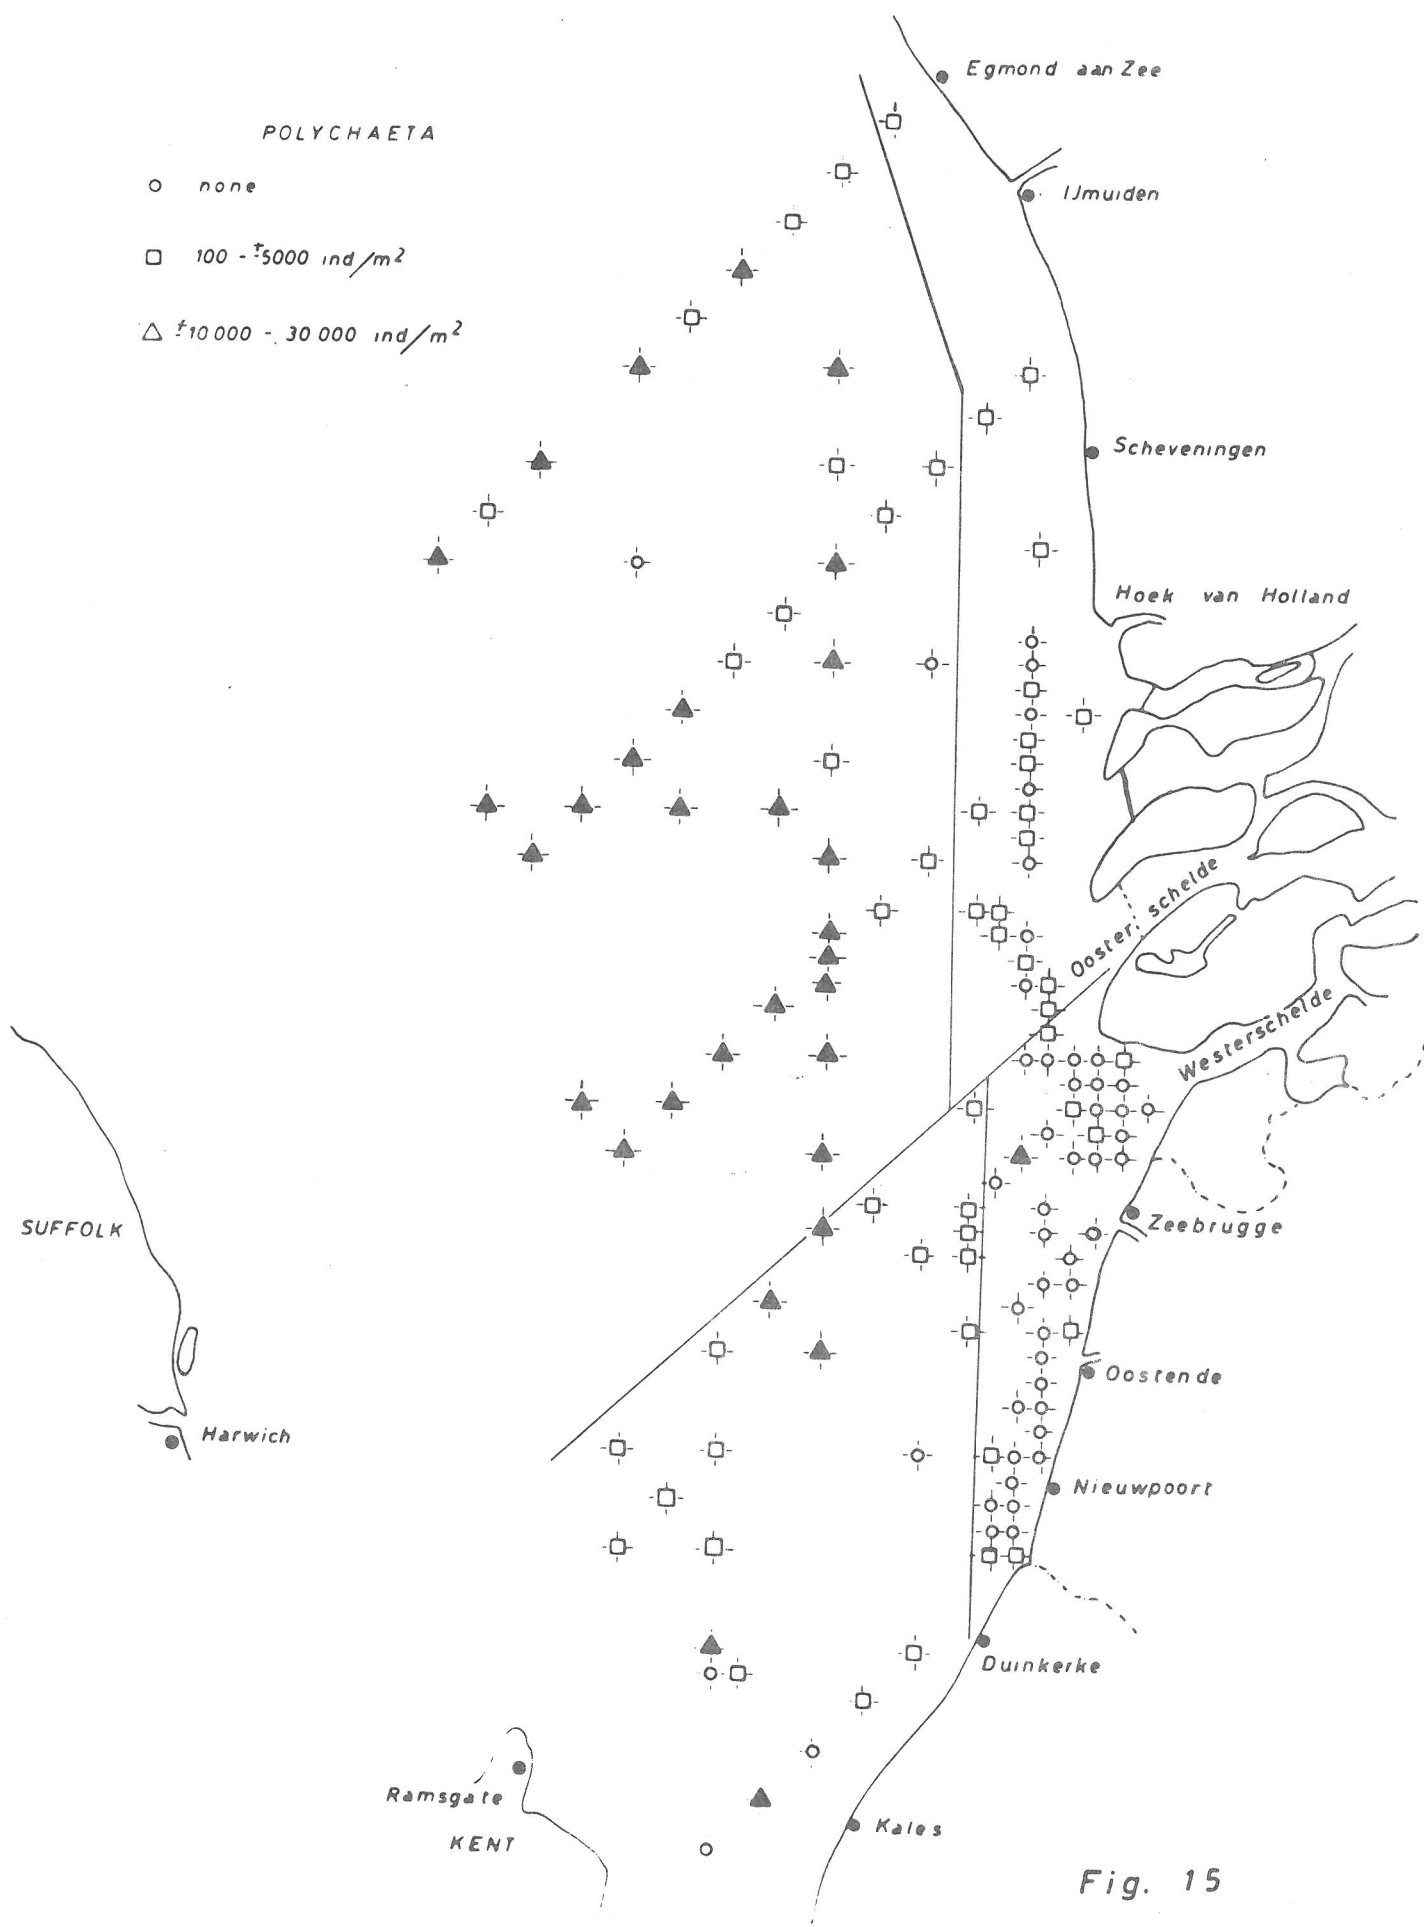 Egmond aan Zee
POLYCHAETA
none
IJmuiden
100 - ±5000 ind/m²
±10 000 - 30 000 ind/m²
Scheveningen
Hoek van Holland
Ooster schelde
Westerschelde
SUFFOLK
Zeebrugge
Oostende
Harwich
Nieuwpoort
Duinkerke
Ramsgate
KENT
Kales
Fig. 15